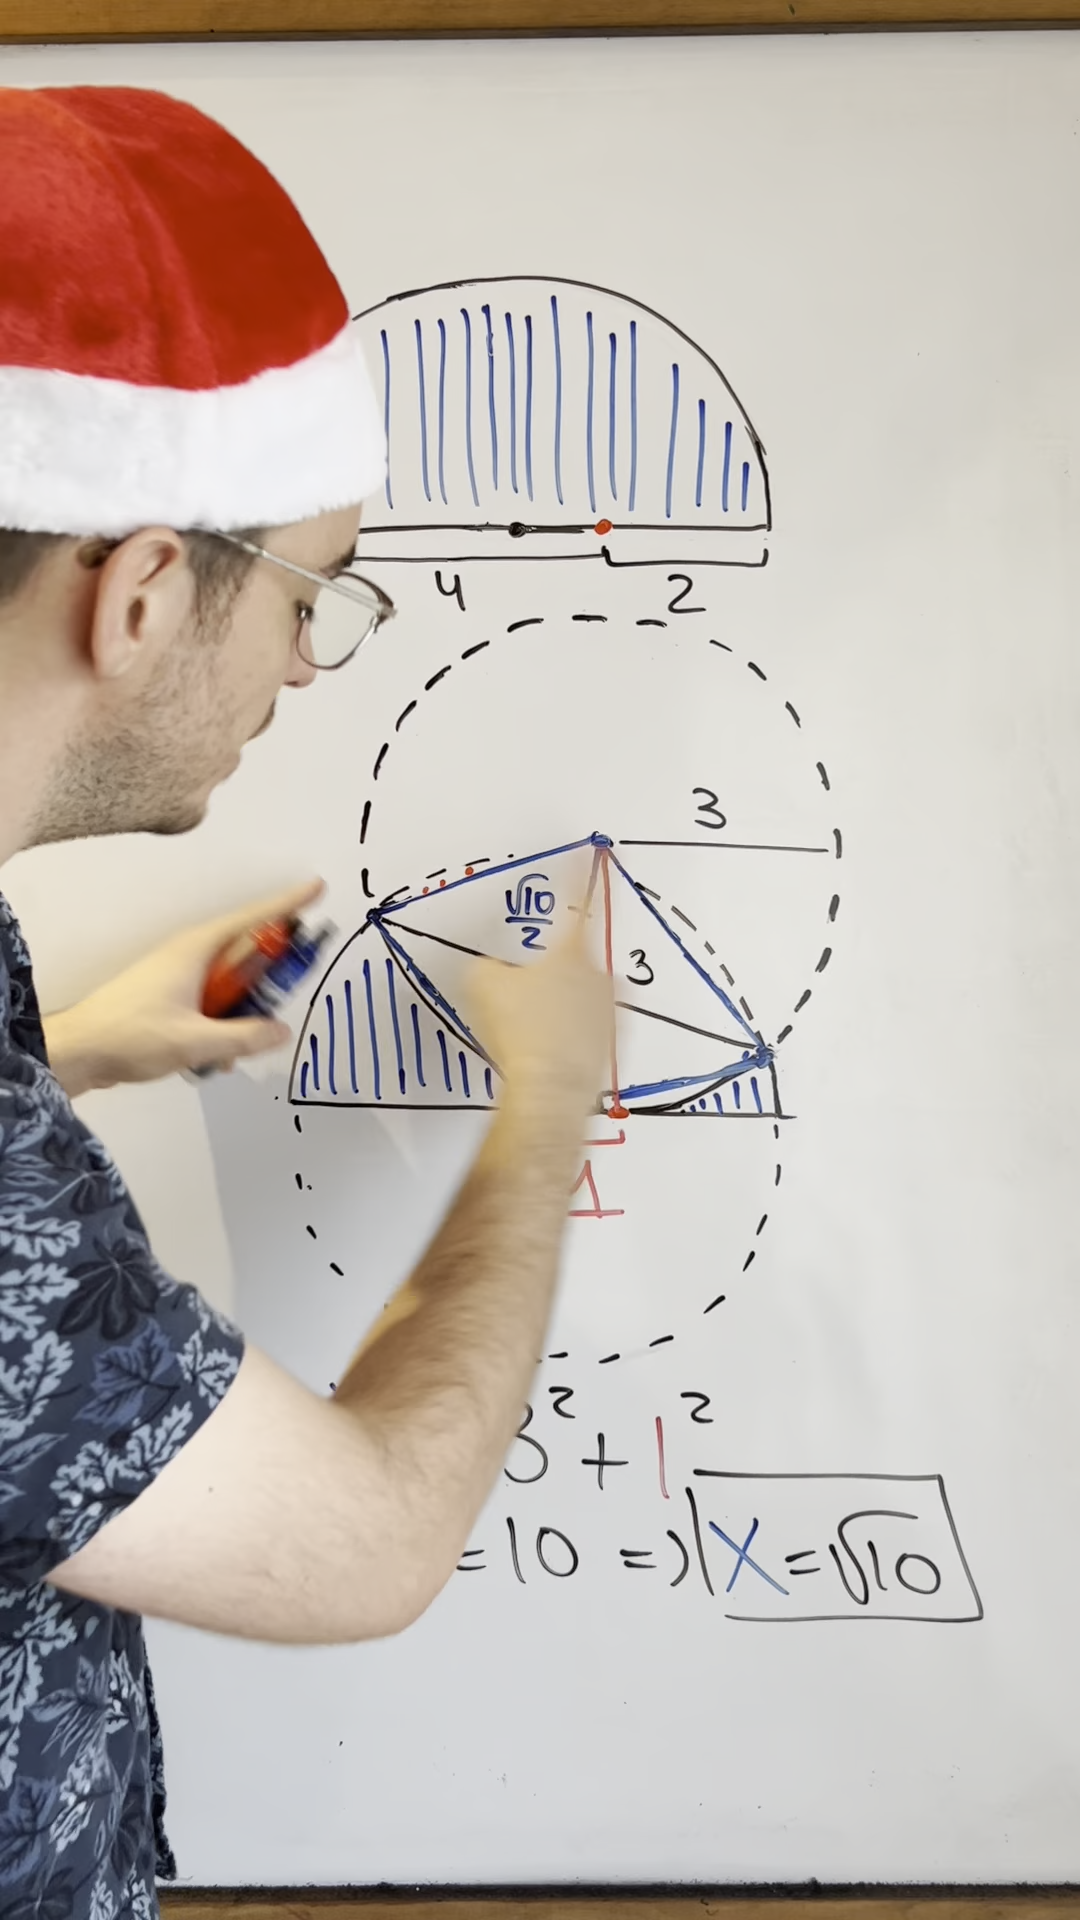 4 2
3
√10/2
3
1
3² + 1²
= 10 => x = √10